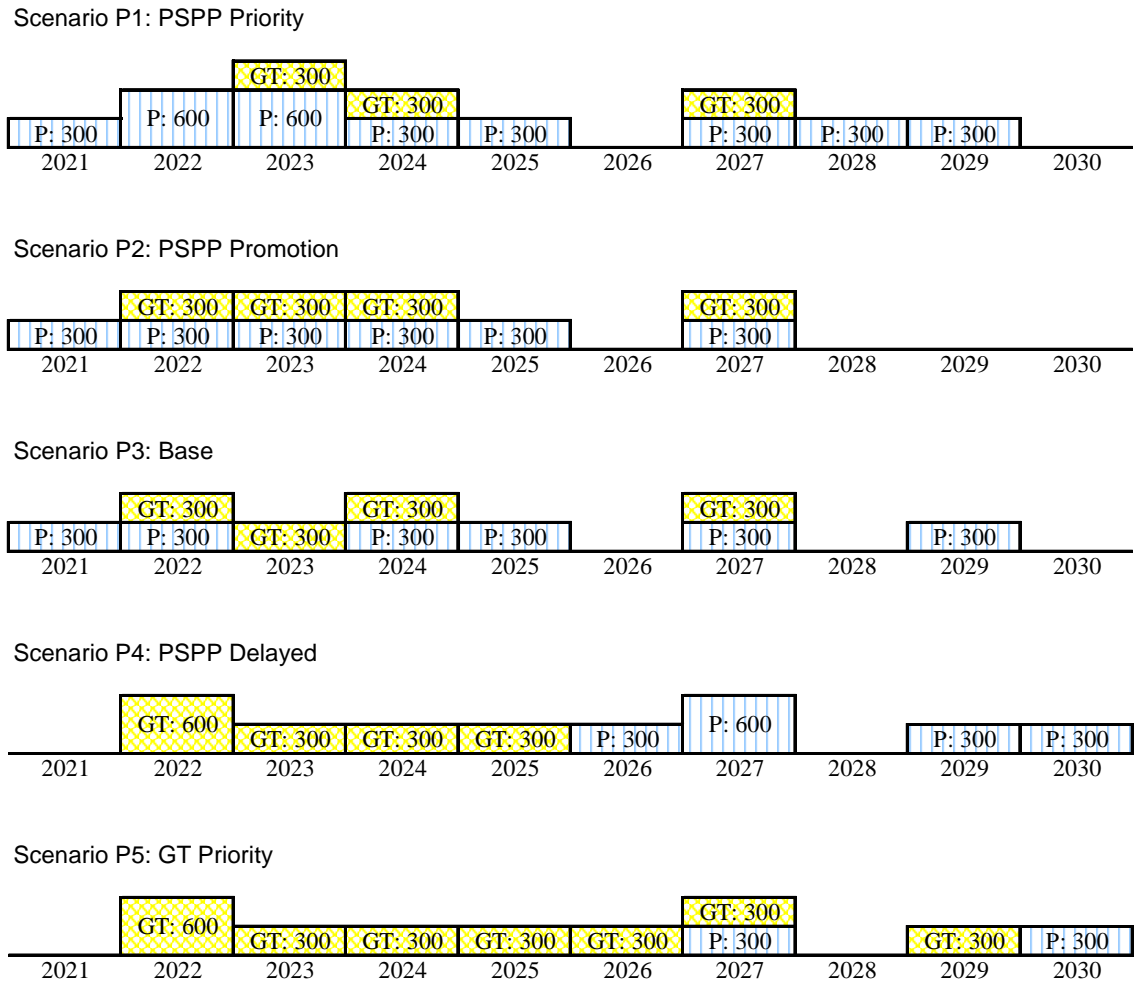 Scenario P1: PSPP Priority
GT: 300
P: 600 P: 600 GT: 300 GT: 300
P: 300 P: 300 P: 300 P: 300 P: 300 P: 300
2021 2022 2023 2024 2025 2026 2027 2028 2029 2030
Scenario P2: PSPP Promotion
GT: 300 GT: 300 GT: 300 GT: 300
P: 300 P: 300 P: 300 P: 300 P: 300 P: 300
2021 2022 2023 2024 2025 2026 2027 2028 2029 2030
Scenario P3: Base
GT: 300 GT: 300 GT: 300
P: 300 P: 300 GT: 300 P: 300 P: 300 P: 300 P: 300
2021 2022 2023 2024 2025 2026 2027 2028 2029 2030
Scenario P4: PSPP Delayed
GT: 600 P: 600
GT: 300 GT: 300 GT: 300 P: 300 P: 300 P: 300
2021 2022 2023 2024 2025 2026 2027 2028 2029 2030
Scenario P5: GT Priority
GT: 600 GT: 300
GT: 300 GT: 300 GT: 300 GT: 300 P: 300 GT: 300 P: 300
2021 2022 2023 2024 2025 2026 2027 2028 2029 2030